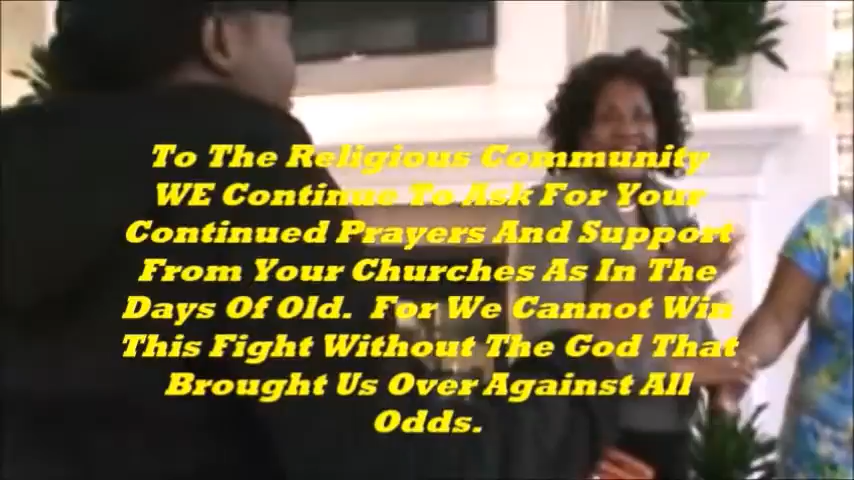 To The Religious Community
WE Continue To Ask For Your
Continued Prayers And Support
From Your Churches As In The
Days Of Old.  For We Cannot Win
This Fight Without The God That
Brought Us Over Against All
Odds.